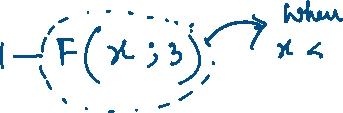 When
1 - F(x ; 3)
x <